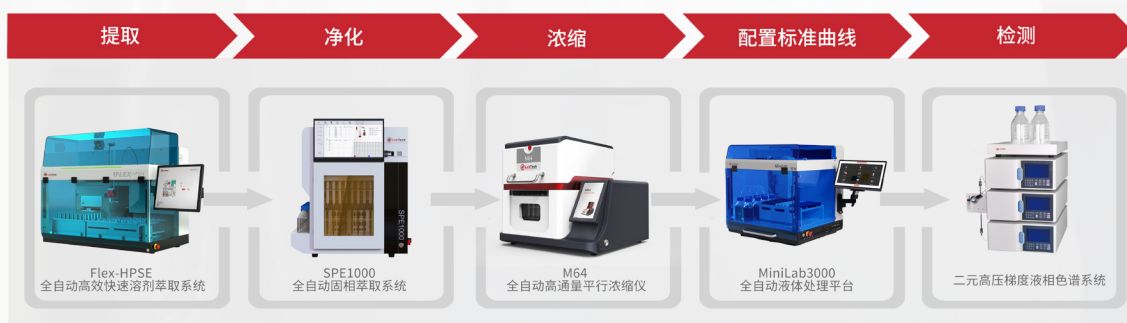 提取
净化
浓缩
配置标准曲线
检测
FLEX
SPE1000
M64
Flex-HPSE
全自动高效快速溶剂萃取系统
SPE1000
全自动固相萃取系统
M64
全自动高通量平行浓缩仪
MiniLab3000
全自动液体处理平台
二元高压梯度液相色谱系统